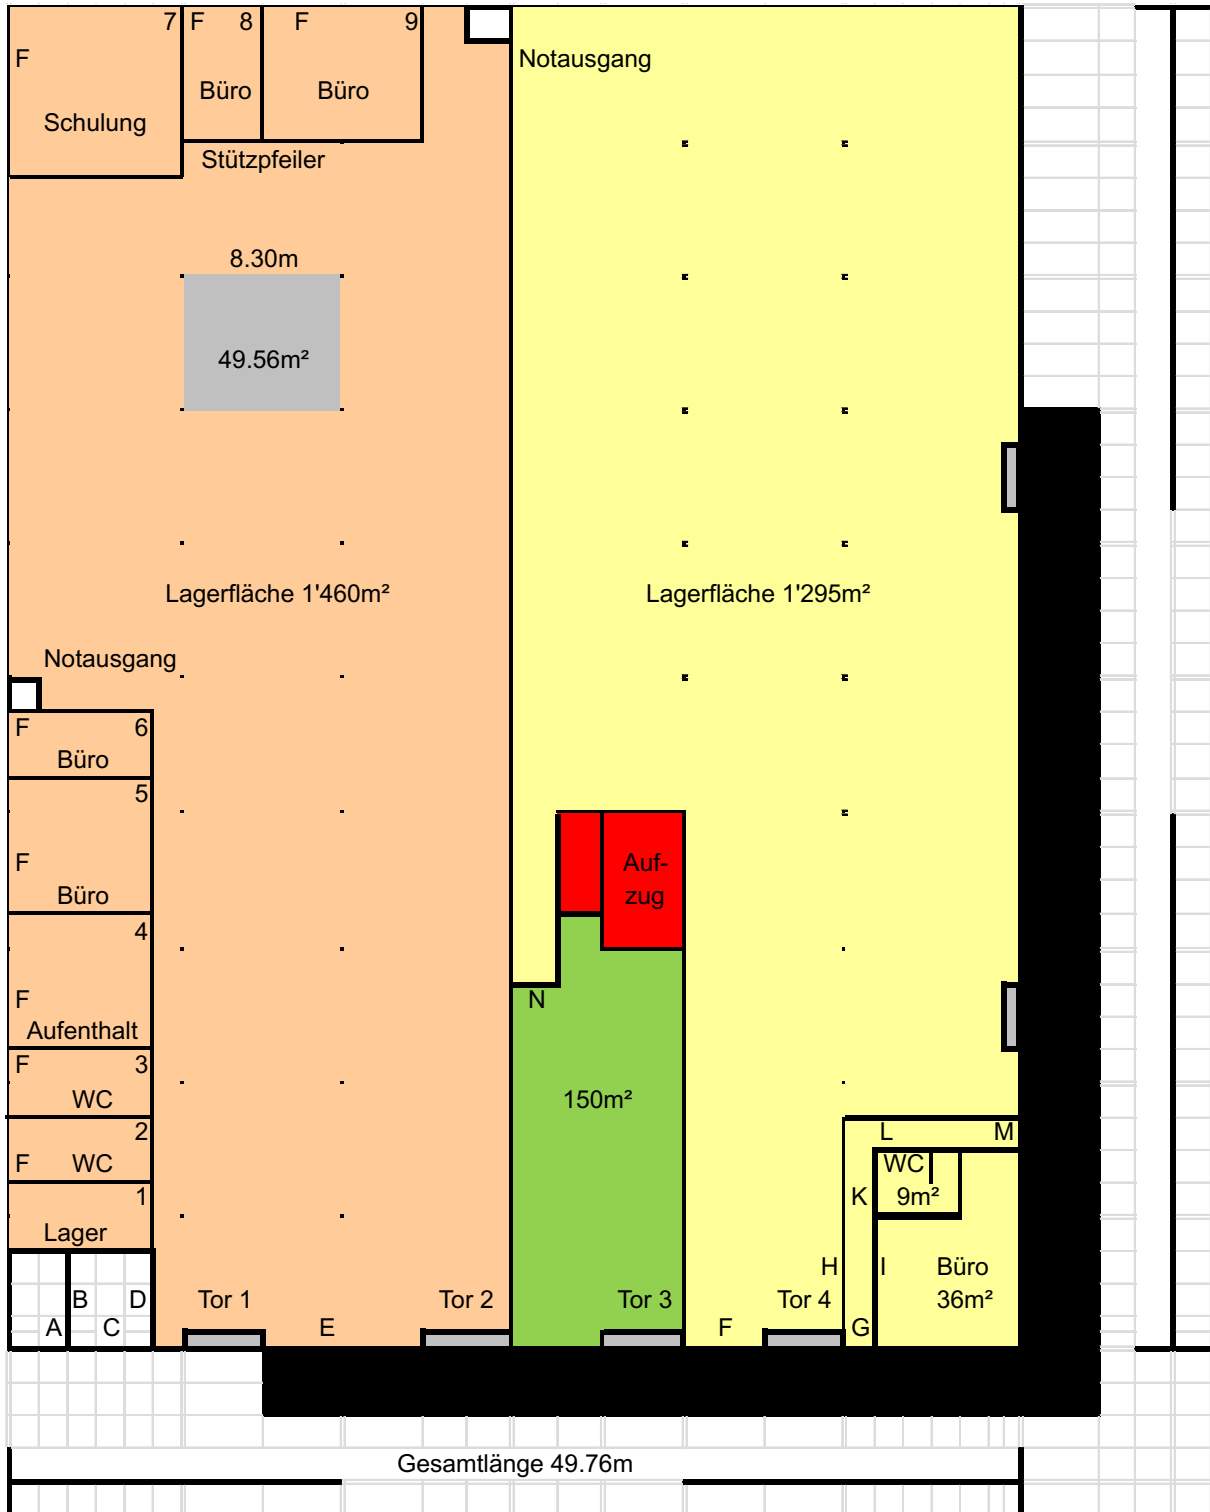 7 F 8 F 9
F
Notausgang
Büro Büro
Schulung
Stützpfeiler
8.30m
49.56m²
Lagerfläche 1'460m² Lagerfläche 1'295m²
Notausgang
F 6
Büro
5
F Auf-
Büro zug
4
F N
Aufenthalt
F 3
WC 150m²
2 L M
F WC WC
1 K 9m²
Lager
H I Büro
B D Tor 1 Tor 2 Tor 3 Tor 4 36m²
A C E F G
Gesamtlänge 49.76m